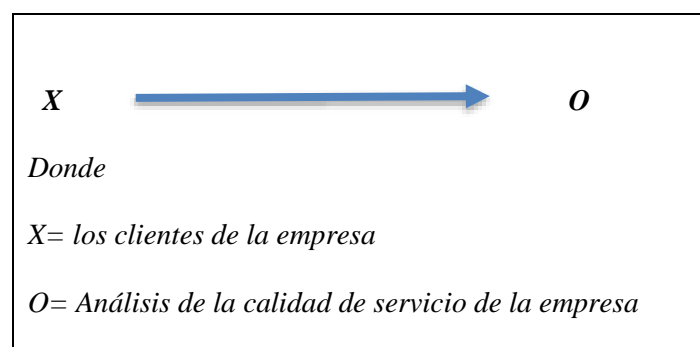 X O
Donde
X= los clientes de la empresa
O= Análisis de la calidad de servicio de la empresa